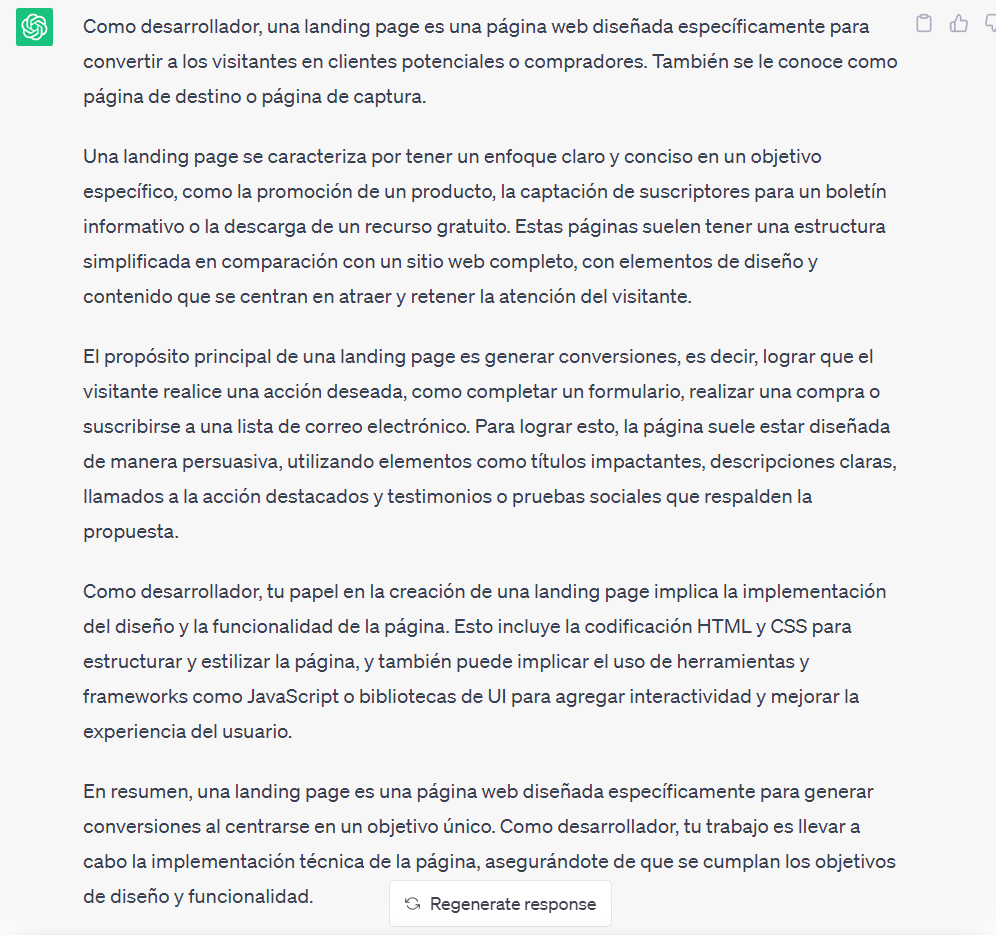 Como desarrollador, una landing page es una página web diseñada específicamente para
convertir a los visitantes en clientes potenciales o compradores. También se le conoce como
página de destino o página de captura.
Una landing page se caracteriza por tener un enfoque claro y conciso en un objetivo
específico, como la promoción de un producto, la captación de suscriptores para un boletín
informativo o la descarga de un recurso gratuito. Estas páginas suelen tener una estructura
simplificada en comparación con un sitio web completo, con elementos de diseño y
contenido que se centran en atraer y retener la atención del visitante.
El propósito principal de una landing page es generar conversiones, es decir, lograr que el
visitante realice una acción deseada, como completar un formulario, realizar una compra o
suscribirse a una lista de correo electrónico. Para lograr esto, la página suele estar diseñada
de manera persuasiva, utilizando elementos como títulos impactantes, descripciones claras,
llamados a la acción destacados y testimonios o pruebas sociales que respalden la
propuesta.
Como desarrollador, tu papel en la creación de una landing page implica la implementación
del diseño y la funcionalidad de la página. Esto incluye la codificación HTML y CSS para
estructurar y estilizar la página, y también puede implicar el uso de herramientas y
frameworks como JavaScript o bibliotecas de UI para agregar interactividad y mejorar la
experiencia del usuario.
En resumen, una landing page es una página web diseñada específicamente para generar
conversiones al centrarse en un objetivo único. Como desarrollador, tu trabajo es llevar a
cabo la implementación técnica de la página, asegurándote de que se cumplan los objetivos
de diseño y funcionalidad.
Regenerate response